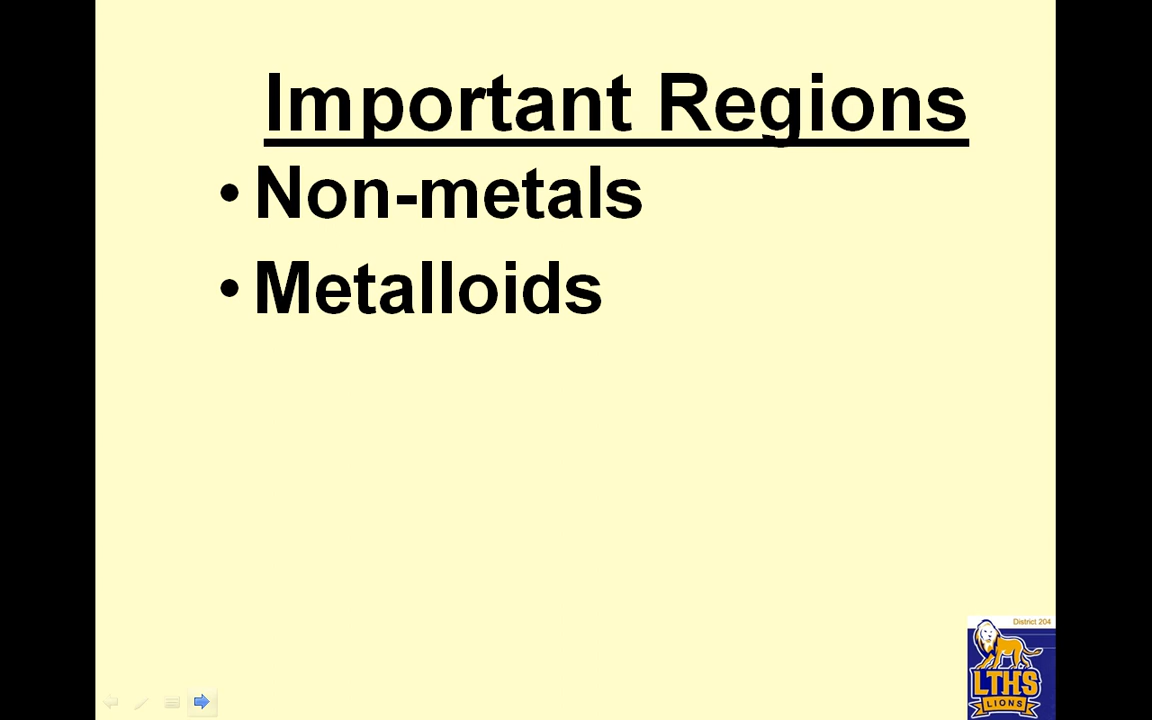 Important Regions
• Non-metals
• Metalloids
District 204
LTHS
LIONS